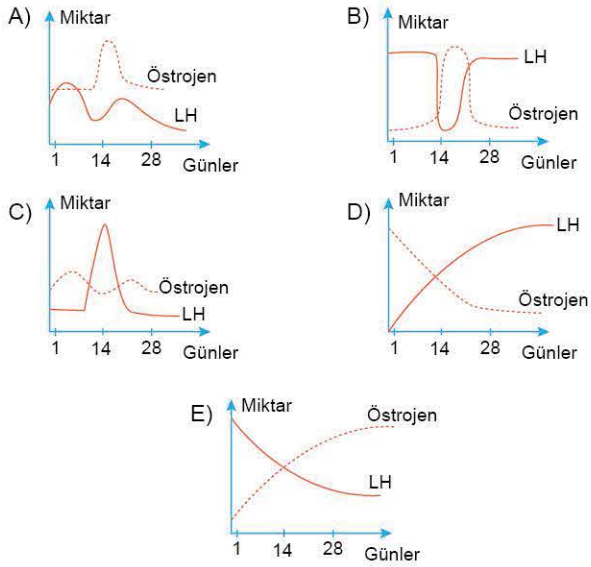 A)
Miktar
Östrojen
LH
1 14 28 Günler
B)
Miktar
LH
Östrojen
1 14 28 Günler
C)
Miktar
Östrojen
LH
1 14 28 Günler
D)
Miktar
LH
Östrojen
1 14 28 Günler
E)
Miktar
Östrojen
LH
1 14 28 Günler